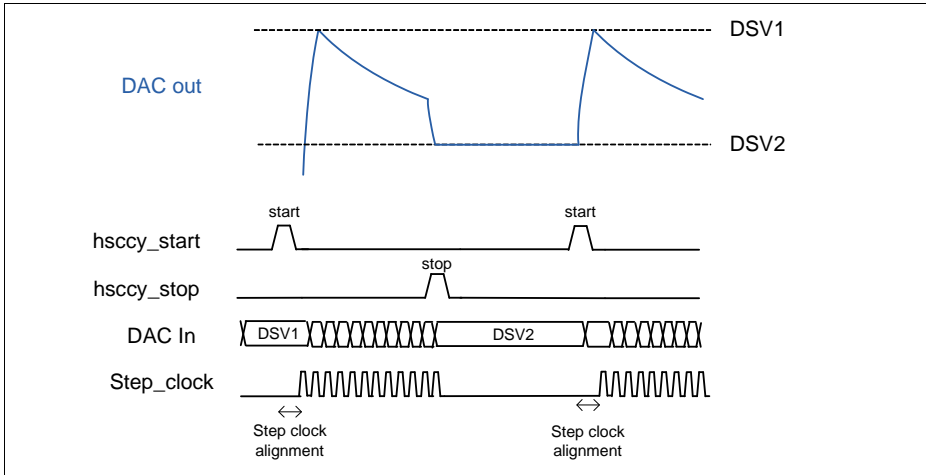 DSV1
DAC out
DSV2
start
start
hsccy_start
stop
hsccy_stop
DAC In
DSV1
DSV2
Step_clock
Step clock
alignment
Step clock
alignment